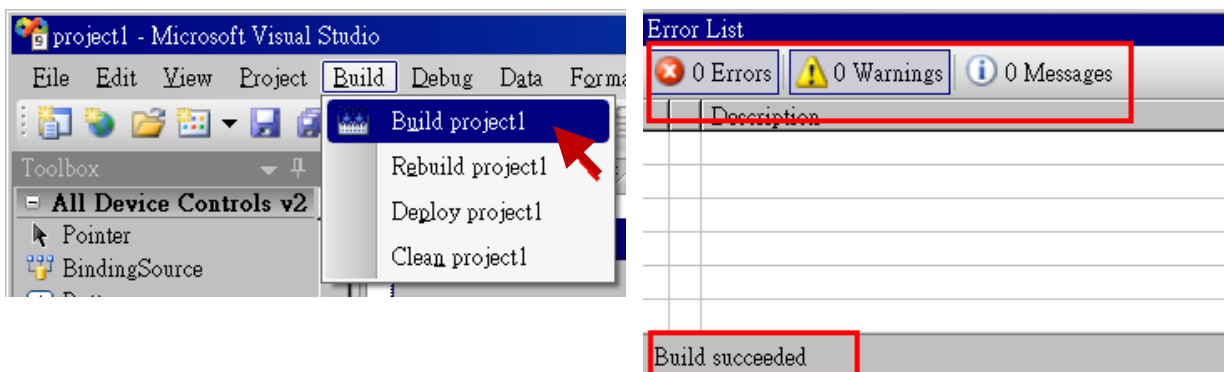 project1 - Microsoft Visual Studio
File Edit View Project Build Debug Data
Build project1
Rebuild project1
Deploy project1
Clean project1
Toolbox
All Device Controls v2
Pointer
BindingSource
Error List
0 Errors 0 Warnings 0 Messages
Description
Build succeeded